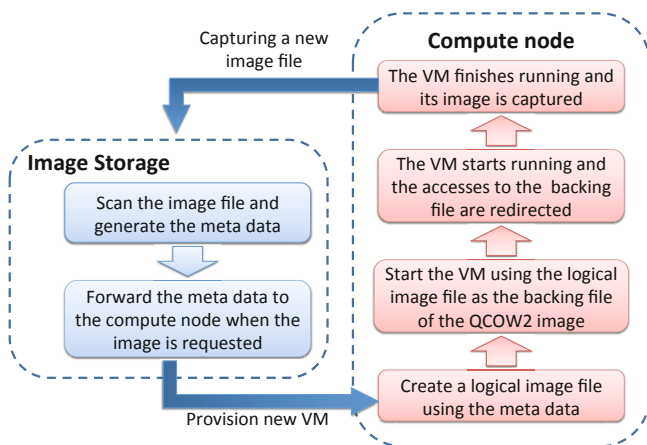 Capturing a new
image file
Compute node
The VM finishes running and
its image is captured
Image Storage
Scan the image file and
generate the meta data
The VM starts running and
the accesses to the backing
file are redirected
Forward the meta data to
the compute node when the
image is requested
Start the VM using the logical
image file as the backing file
of the QCOW2 image
Create a logical image file
using the meta data
Provision new VM